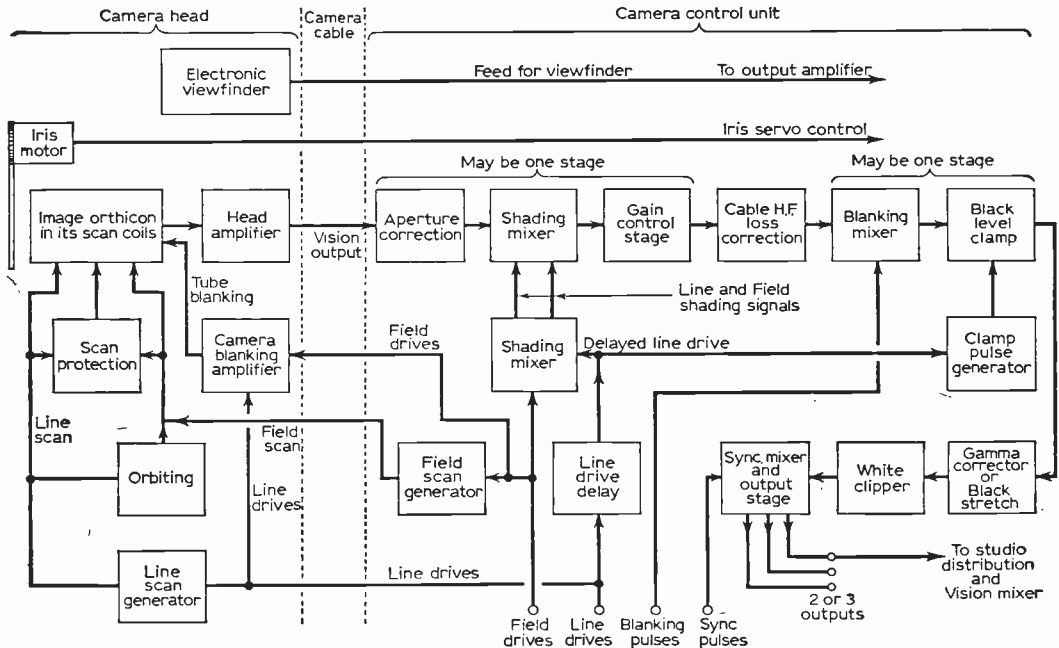 Camera head
Camera
cable
Camera control unit
Electronic
viewfinder
Feed for viewfinder
To output amplifier
Iris
motor
Iris servo control
May be one stage
May be one stage
Image orthicon
in its scan coils
Head
amplifier
Vision
output
Aperture
correction
Shading
mixer
Gain
control
stage
Cable H.F.
loss
correction
Blanking
mixer
Black
level
clamp
Tube
blanking
Line and Field
shading signals
Scan
protection
Camera
blanking
amplifier
Field
drives
Shading
mixer
Delayed line drive
Clamp
pulse
generator
Line
scan
Field
scan
Orbiting
Line
drives
Field
scan
generator
Line
drive
delay
Sync, mixer
and
output
stage
White
clipper
Gamma
corrector
or
Black
stretch
Line
scan
generator
Line drives
To studio
distribution
and
Vision mixer
2 or 3
outputs
Field
drives
Line
drives
Blanking
pulses
Sync
pulses